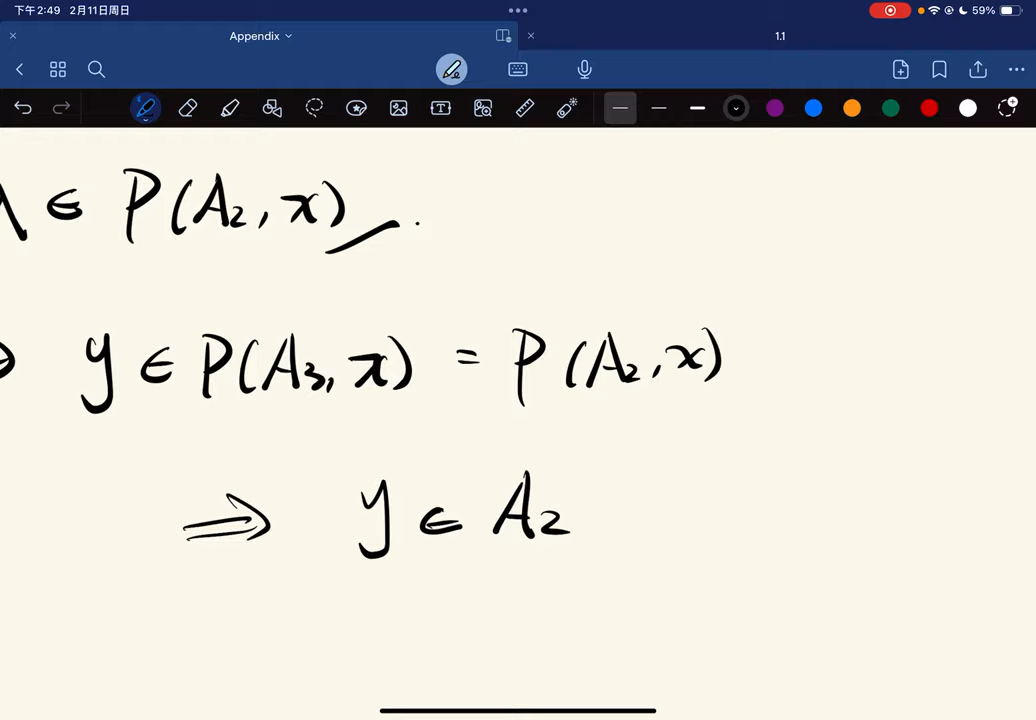 下午2:49 2月11日周日
59%
Appendix
1.1
∈ P(A₂, x)
y ∈ P(A₃, x) = P(A₂, x)
⇒ y ∈ A₂